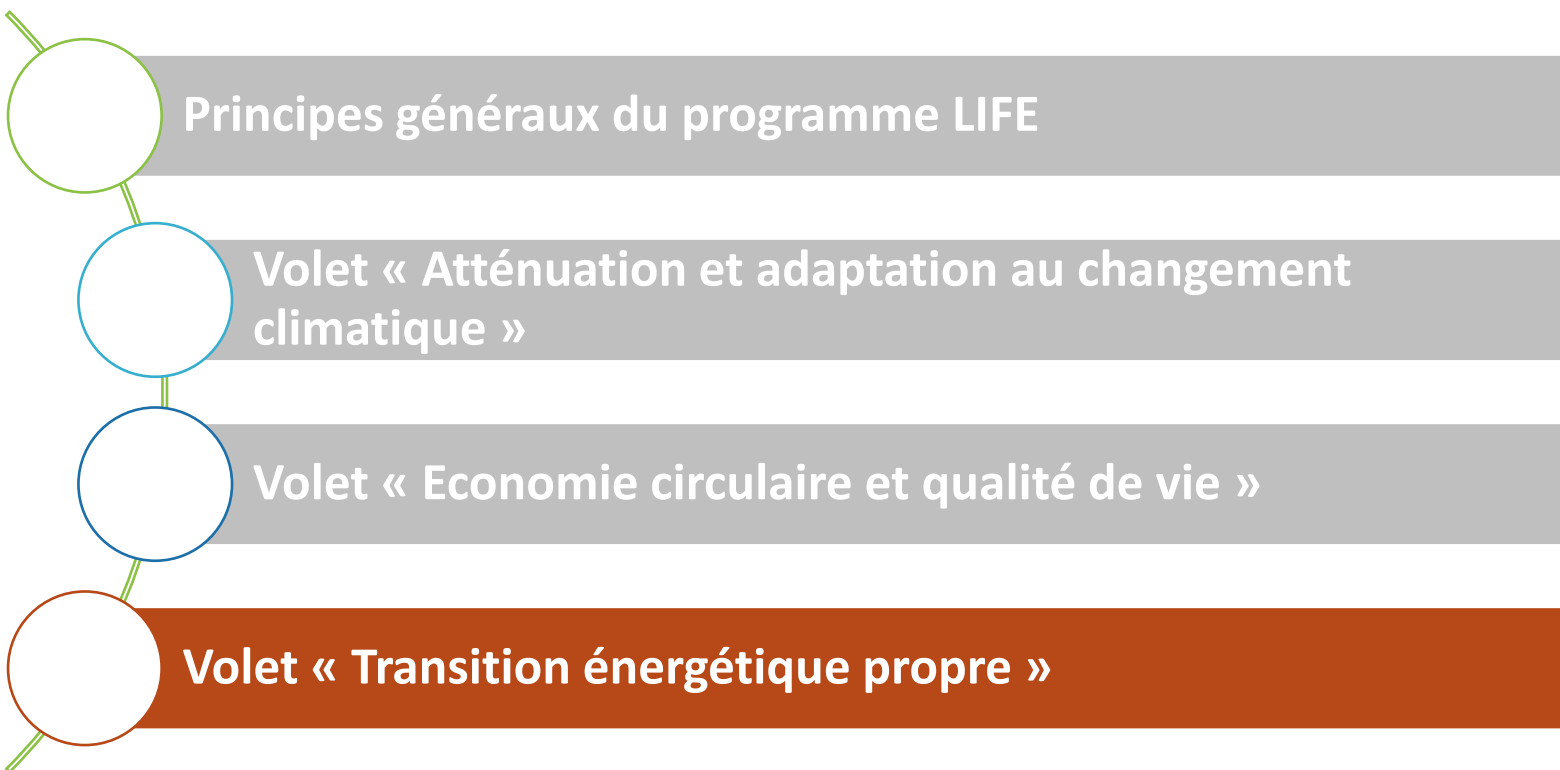 Principes généraux du programme LIFE
Volet « Atténuation et adaptation au changement
climatique »
Volet « Economie circulaire et qualité de vie »
Volet « Transition énergétique propre »